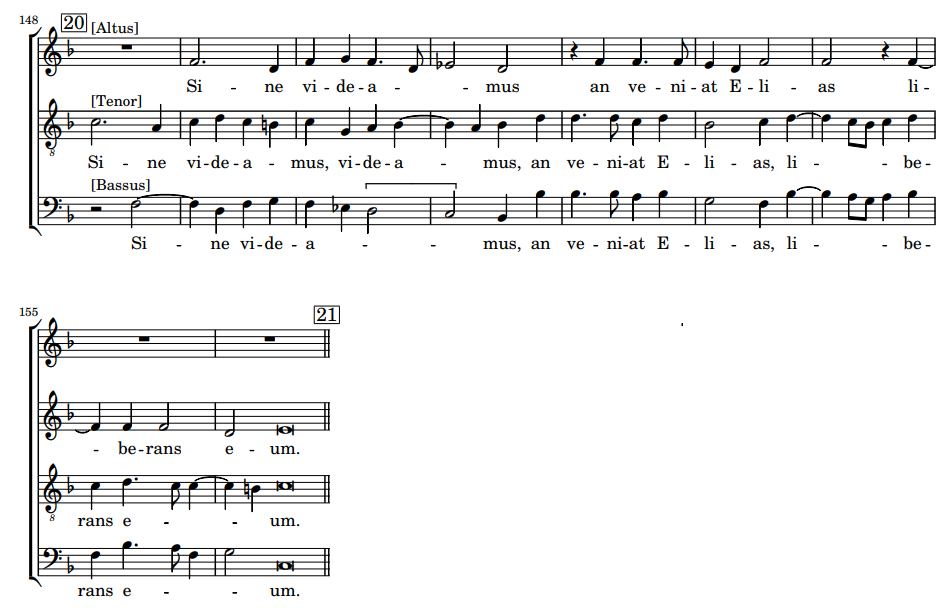 148 20 [Altus]
Si - ne vi - de - a - - mus an ve - ni - at E - li - as li -
[Tenor]
8
Si - ne vi - de - a - mus, vi - de - a - - mus, an ve - ni - at E - li - as, li - - be -
[Bassus]
Si - ne vi - de - a - - mus, an ve - ni - at E - li - as, li - - be -
155 21
- be - rans e - um.
8
rans e - - um.
rans e - - um.